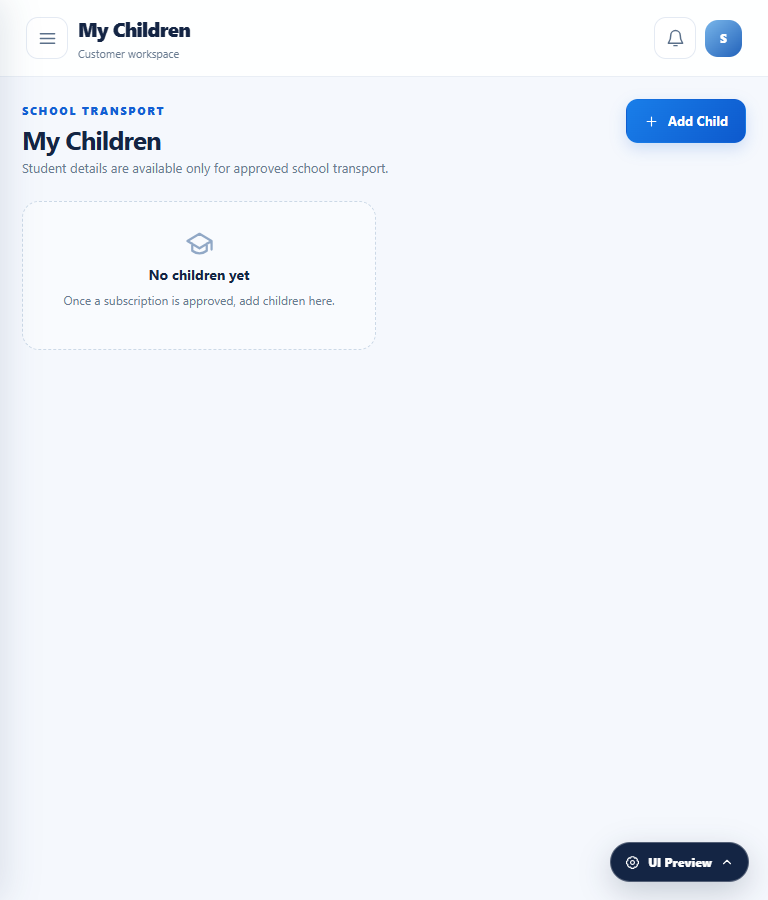 My Children
Customer workspace
S
SCHOOL TRANSPORT
My Children
Student details are available only for approved school transport.
+ Add Child
No children yet
Once a subscription is approved, add children here.
UI Preview